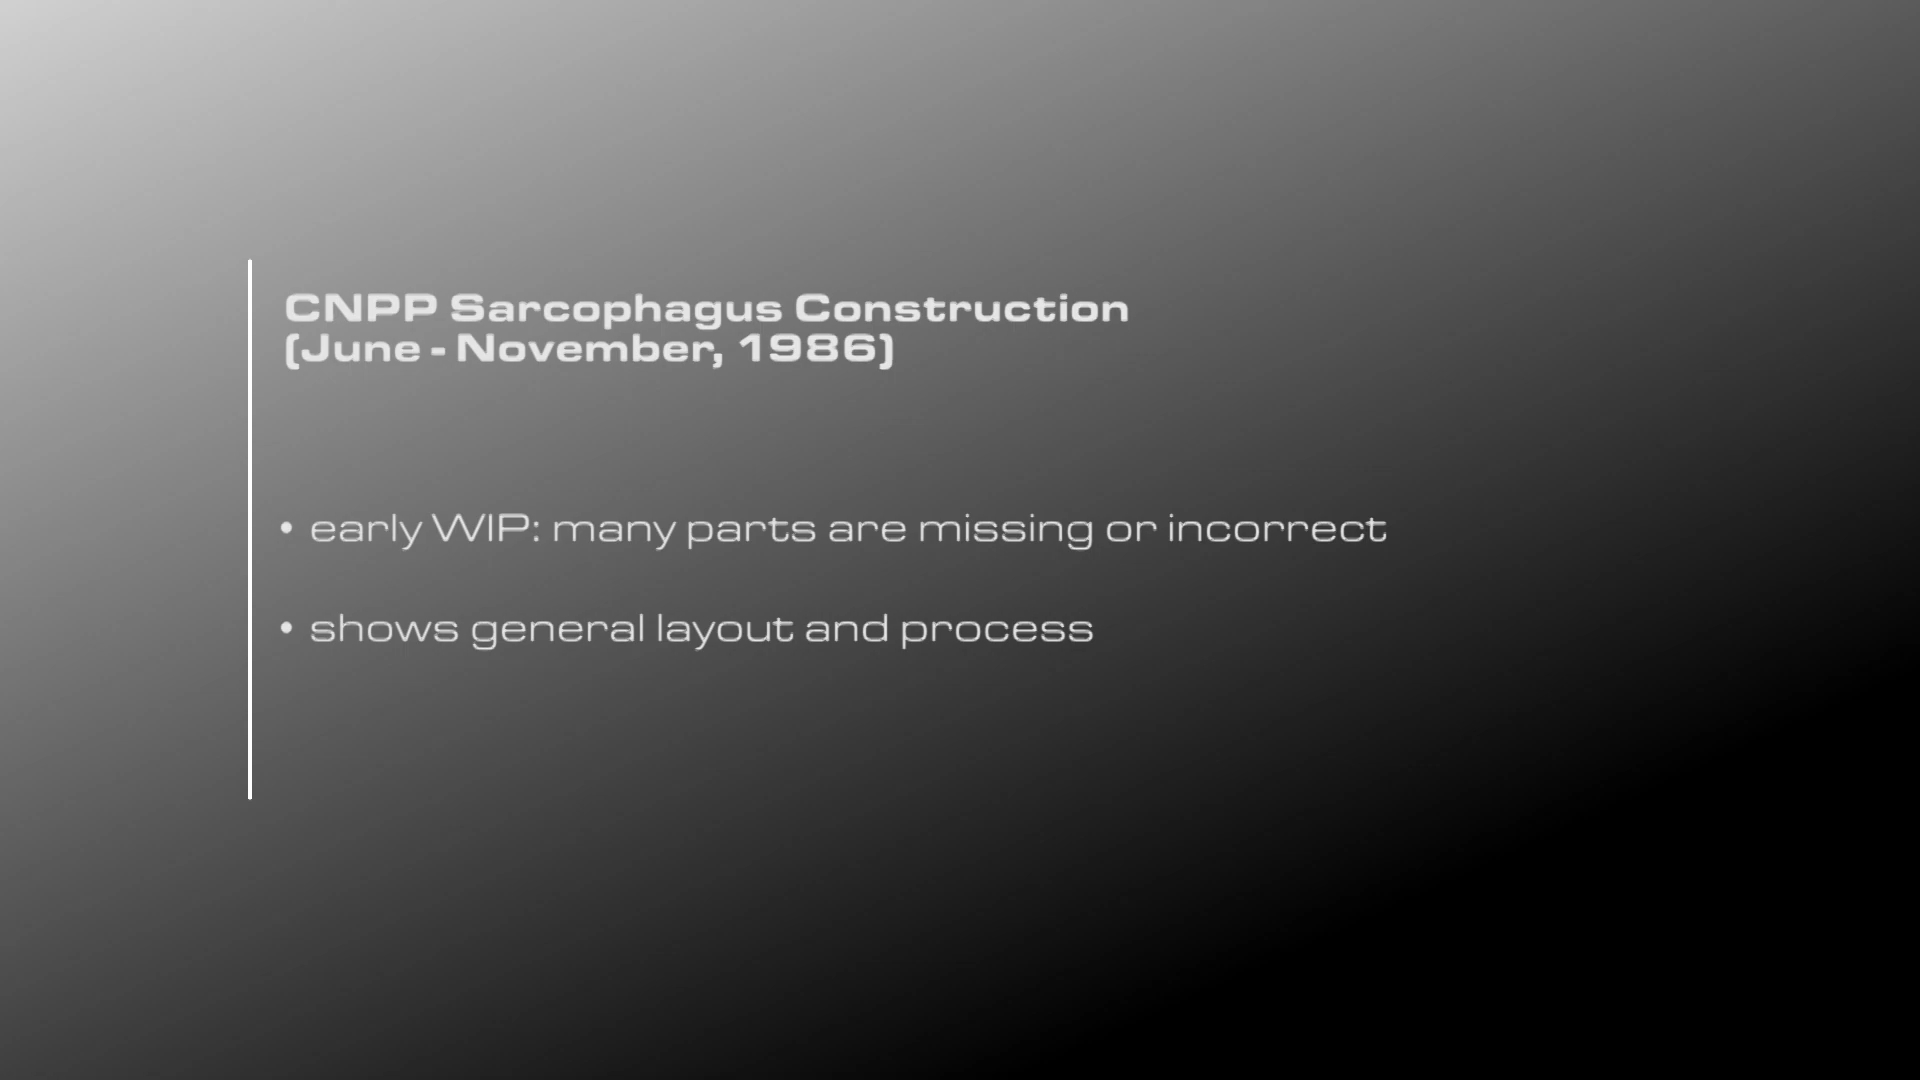 CNPP Sarcophagus Construction
(June - November, 1986)
• early WIP: many parts are missing or incorrect
• shows general layout and process